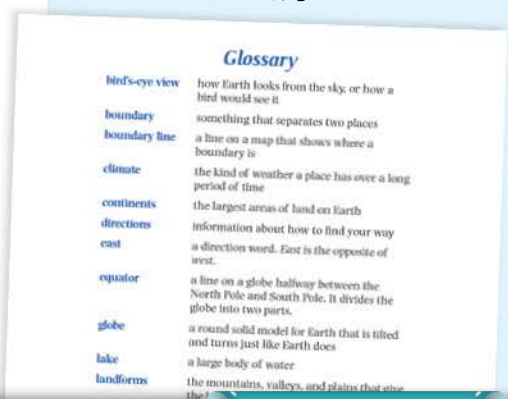 Glossary
bird's-eye view how Earth looks from the sky, or how a
bird would see it
boundary something that separates two places
boundary line a line on a map that shows where a
boundary is
climate the kind of weather a place has over a long
period of time
continents the largest areas of land on Earth
directions information about how to find your way
east a direction word. East is the opposite of
west.
equator a line on a globe halfway between the
North Pole and South Pole. It divides the
globe into two parts.
globe a round solid model for Earth that is tilted
and turns just like Earth does
lake a large body of water
landforms the mountains, valleys, and plains that give
the